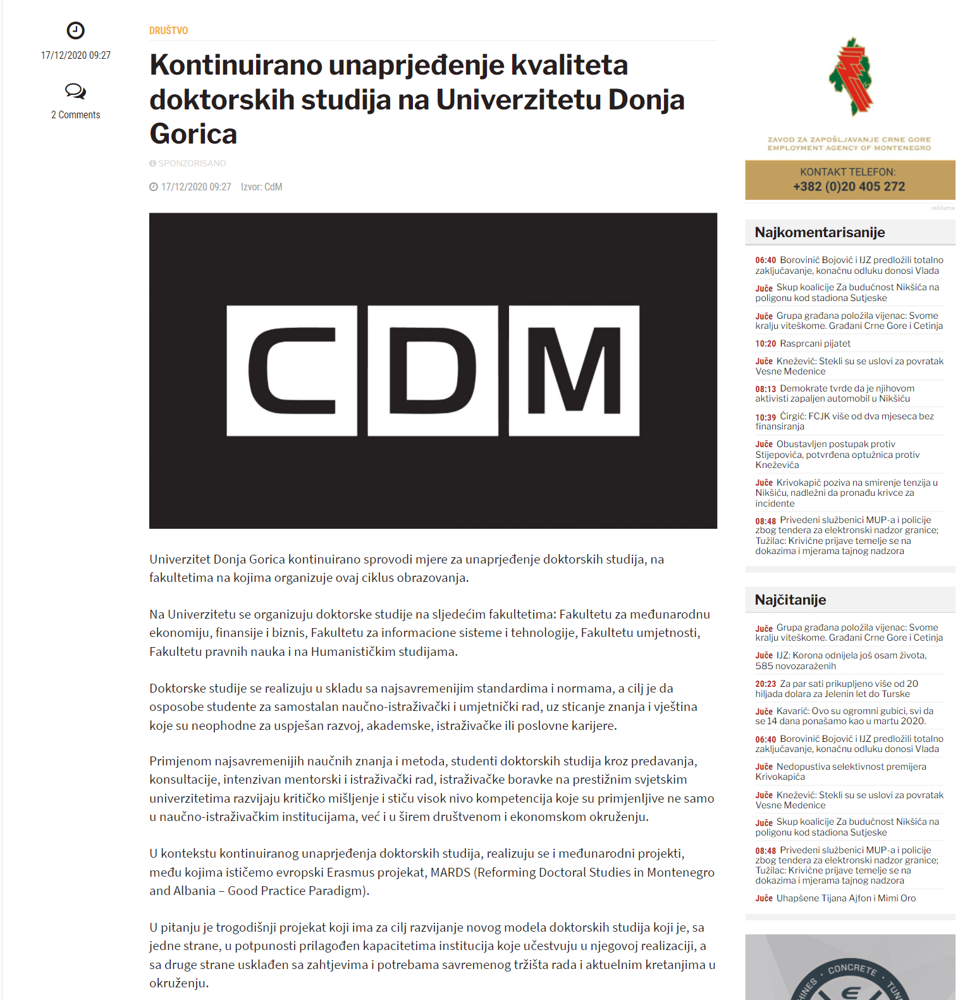 17/12/2020 09:27
2 Comments
DRUŠTVO
Kontinuirano unaprjeđenje kvaliteta
doktorskih studija na Univerzitetu Donja
Gorica
SPONZORISANO
17/12/2020 09:27 Izvor: CdM
CDM
Univerzitet Donja Gorica kontinuirano sprovodi mjere za unaprjeđenje doktorskih studija, na
fakultetima na kojima organizuje ovaj ciklus obrazovanja.
Na Univerzitetu se organizuju doktorske studije na sljedećim fakultetima: Fakultetu za međunarodnu
ekonomiju, finansije i biznis, Fakultetu za informacione sisteme i tehnologije, Fakultetu umjetnosti,
Fakultetu pravnih nauka i na Humanističkim studijama.
Doktorske studije se realizuju u skladu sa najsavremenijim standardima i normama, a cilj je da
osposobe studente za samostalan naučno-istraživački i umjetnički rad, uz sticanje znanja i vještina
koje su neophodne za uspješan razvoj, akademske, istraživačke ili poslovne karijere.
Primjenom najsavremenijih naučnih znanja i metoda, studenti doktorskih studija kroz predavanja,
konsultacije, intenzivan mentorski i istraživački rad, istraživačke boravke na prestižnim svjetskim
univerzitetima razvijaju kritičko mišljenje i stiču visok nivo kompetencija koje su primjenljive ne samo
u naučno-istraživačkim institucijama, već i u širem društvenom i ekonomskom okruženju.
U kontekstu kontinuiranog unaprjeđenja doktorskih studija, realizuju se i međunarodni projekti,
među kojima ističemo evropski Erasmus projekat, MARDS (Reforming Doctoral Studies in Montenegro
and Albania – Good Practice Paradigm).
U pitanju je trogodišnji projekat koji ima za cilj razvijanje novog modela doktorskih studija koji je, sa
jedne strane, u potpunosti prilagođen kapacitetima institucija koje učestvuju u njegovoj realizaciji, a
sa druge strane usklađen sa zahtjevima i potrebama savremenog tržišta rada i aktuelnim kretanjima u
okruženju.
ZAVOD ZA ZAPOŠLJAVANJE CRNE GORE
EMPLOYMENT AGENCY OF MONTENEGRO
KONTAKT TELEFON:
+382 (0)20 405 272
reklama
Najkomentarisanije
06:40 Borovinić Bojović i IJZ predložili totalno
zaključavanje, konačnu odluku donosi Vlada
Juče Skup koalicije Za budućnost Nikšića na
poligonu kod stadiona Sutjeske
Juče Grupa građana položila vijenac: Svome
kralju viteškome. Građani Crne Gore i Cetinja
10:20 Rasprcani pijatet
Juče Knežević: Stekli su se uslovi za povratak
Vesne Medenice
08:13 Demokrate tvrde da je njihovom
aktivisti zapaljen automobil u Nikšiću
10:39 Ćirgić: FCJK više od dva mjeseca bez
finansiranja
Juče Obustavljen postupak protiv
Stijepovića, potvrđena optužnica protiv
Kneževića
Juče Krivokapić poziva na smirenje tenzija u
Nikšiću, nadležni da pronađu krivce za
incidente
08:48 Privedeni službenici MUP-a i policije
zbog tendera za elektronski nadzor granice;
Tužilac: Krivične prijave temelje se na
dokazima i mjerama tajnog nadzora
Najčitanije
Juče Grupa građana položila vijenac: Svome
kralju viteškome. Građani Crne Gore i Cetinja
Juče IJZ: Korona odnijela još osam života,
585 novozaraženih
20:23 Za par sati prikupljeno više od 20
hiljada dolara za Jelenin let do Turske
Juče Kavarić: Ovo su ogromni gubici, svi da
se 14 dana ponašamo kao u martu 2020.
06:40 Borovinić Bojović i IJZ predložili totalno
zaključavanje, konačnu odluku donosi Vlada
Juče Nedopustiva selektivnost premijera
Krivokapića
Juče Knežević: Stekli su se uslovi za povratak
Vesne Medenice
Juče Skup koalicije Za budućnost Nikšića na
poligonu kod stadiona Sutjeske
08:48 Privedeni službenici MUP-a i policije
zbog tendera za elektronski nadzor granice;
Tužilac: Krivične prijave temelje se na
dokazima i mjerama tajnog nadzora
Juče Uhapšene Tijana Ajfon i Mimi Oro
CONCRETE